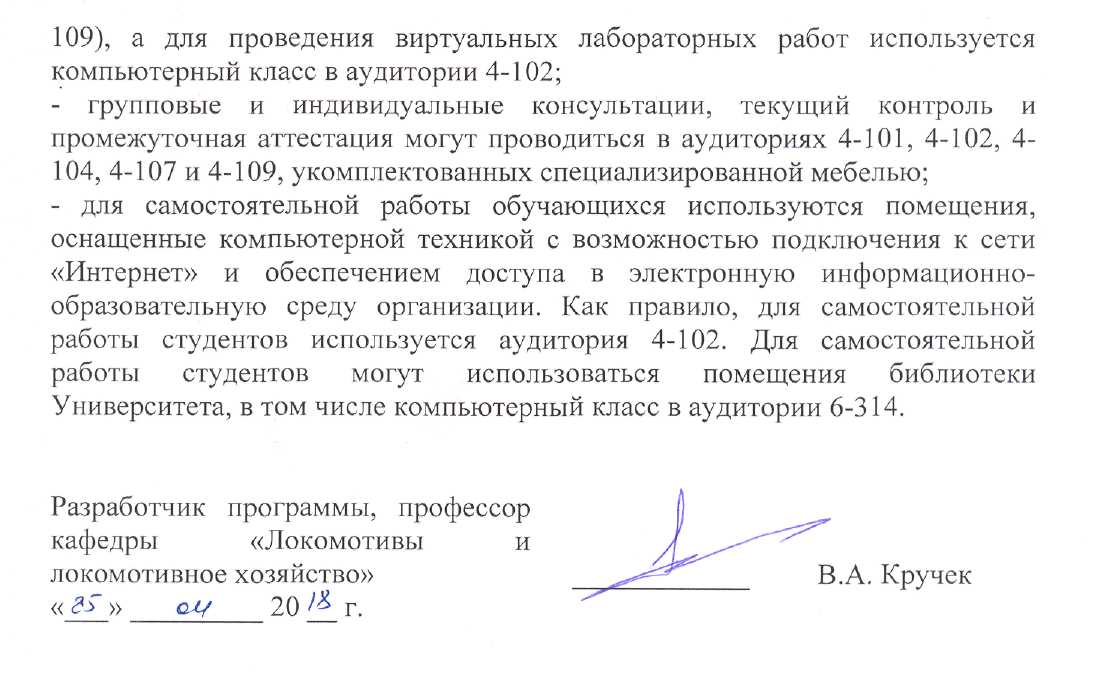 109), а для проведения виртуальных лабораторных работ используется
компьютерный класс в аудитории 4-102;
- групповые и индивидуальные консультации, текущий контроль и
промежуточная аттестация могут проводиться в аудиториях 4-101, 4-102, 4-
104, 4-107 и 4-109, укомплектованных специализированной мебелью;
- для самостоятельной работы обучающихся используются помещения,
оснащенные компьютерной техникой с возможностью подключения к сети
«Интернет» и обеспечением доступа в электронную информационно-
образовательную среду организации. Как правило, для самостоятельной
работы студентов используется аудитория 4-102. Для самостоятельной
работы студентов могут использоваться помещения библиотеки
Университета, в том числе компьютерный класс в аудитории 6-314.
Разработчик программы, профессор
кафедры «Локомотивы и
локомотивное хозяйство» В.А. Кручек
«25» 04 2018 г.